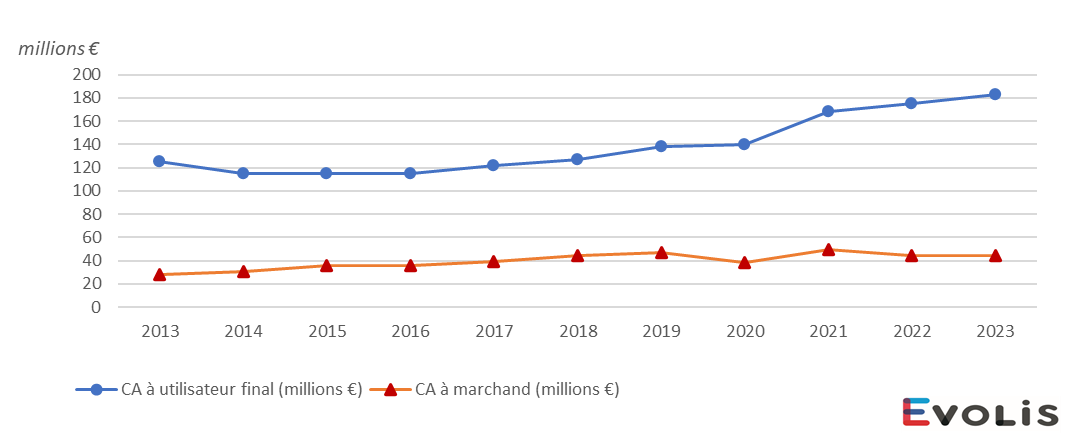 millions €
200
180
160
140
120
100
80
60
40
20
0
2013 2014 2015 2016 2017 2018 2019 2020 2021 2022 2023
CA à utilisateur final (millions €) CA à marchand (millions €)
EVOLiS